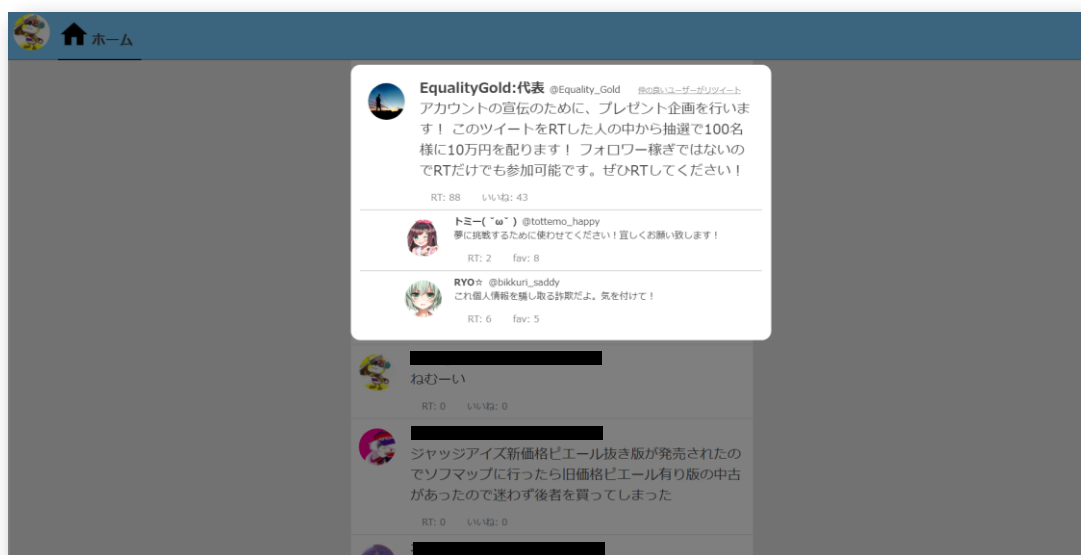 ホーム
EqualityGold:代表 @Equality_Gold 仲の良いユーザーがリツイート
アカウントの宣伝のために、プレゼント企画を行いま
す！ このツイートをRTした人の中から抽選で100名
様に10万円を配ります！ フォロワー稼ぎではないの
でRTだけでも参加可能です。ぜひRTしてください！
RT: 88 いいね: 43
トミー( ˘ω˘ ) @tottemo_happy
夢に挑戦するために使わせてください！宜しくお願い致します！
RT: 2 fav: 8
RYO☆ @bikkuri_saddy
これ個人情報を騙し取る詐欺だよ。気を付けて！
RT: 6 fav: 5
ねむーい
RT: 0 いいね: 0
ジャッジアイズ新価格ピエール抜き版が発売されたの
でソフマップに行ったら旧価格ピエール有り版の中古
があったので迷わず後者を買ってしまった
RT: 0 いいね: 0